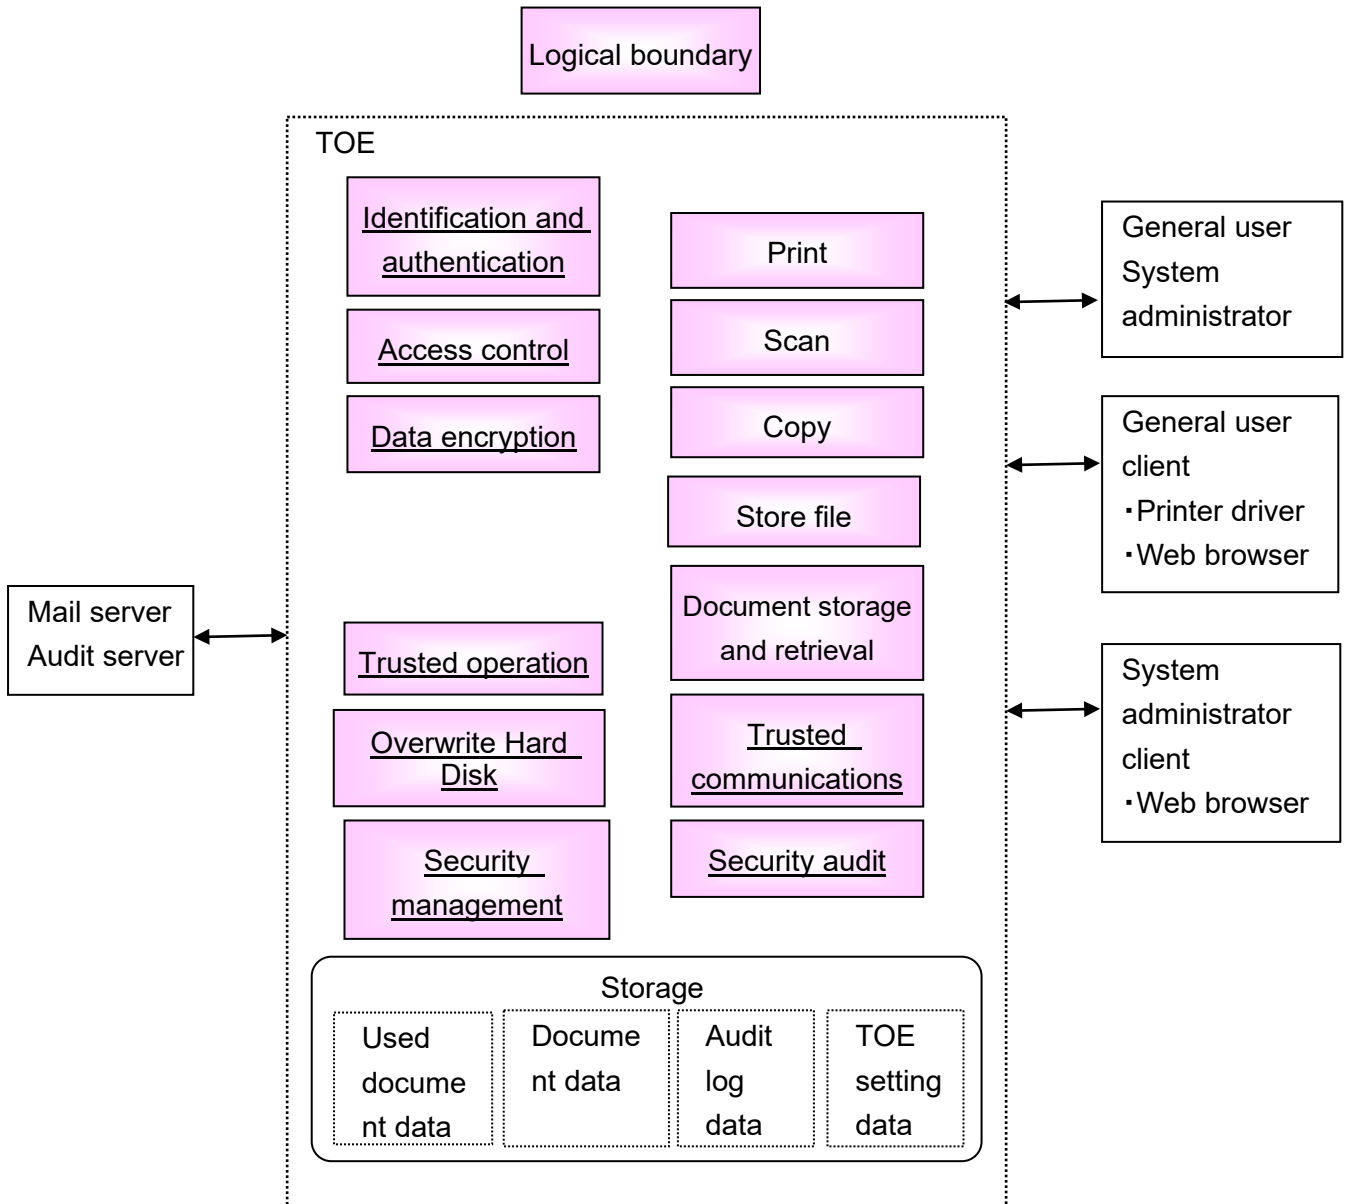 Logical boundary
TOE
Identification and
authentication
Access control
Data encryption
Trusted operation
Overwrite Hard
Disk
Security
management
Print
Scan
Copy
Store file
Document storage
and retrieval
Trusted
communications
Security audit
Storage
Used
docume
nt data
Docume
nt data
Audit
log
data
TOE
setting
data
Mail server
Audit server
General user
System
administrator
General user
client
・Printer driver
・Web browser
System
administrator
client
・Web browser